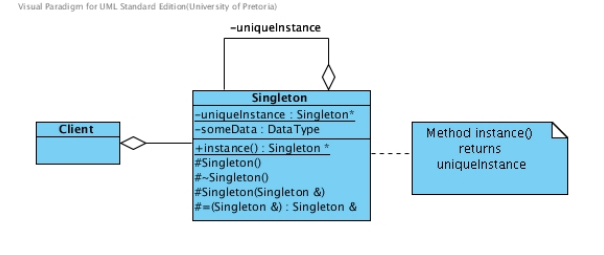 Visual Paradigm for UML Standard Edition(University of Pretoria)
-uniqueInstance
Singleton
-uniqueInstance : Singleton*
-someData : DataType
+instance() : Singleton *
#Singleton()
#~Singleton()
#Singleton(Singleton &)
#=(Singleton &) : Singleton &
Client
Method instance()
returns
uniqueInstance